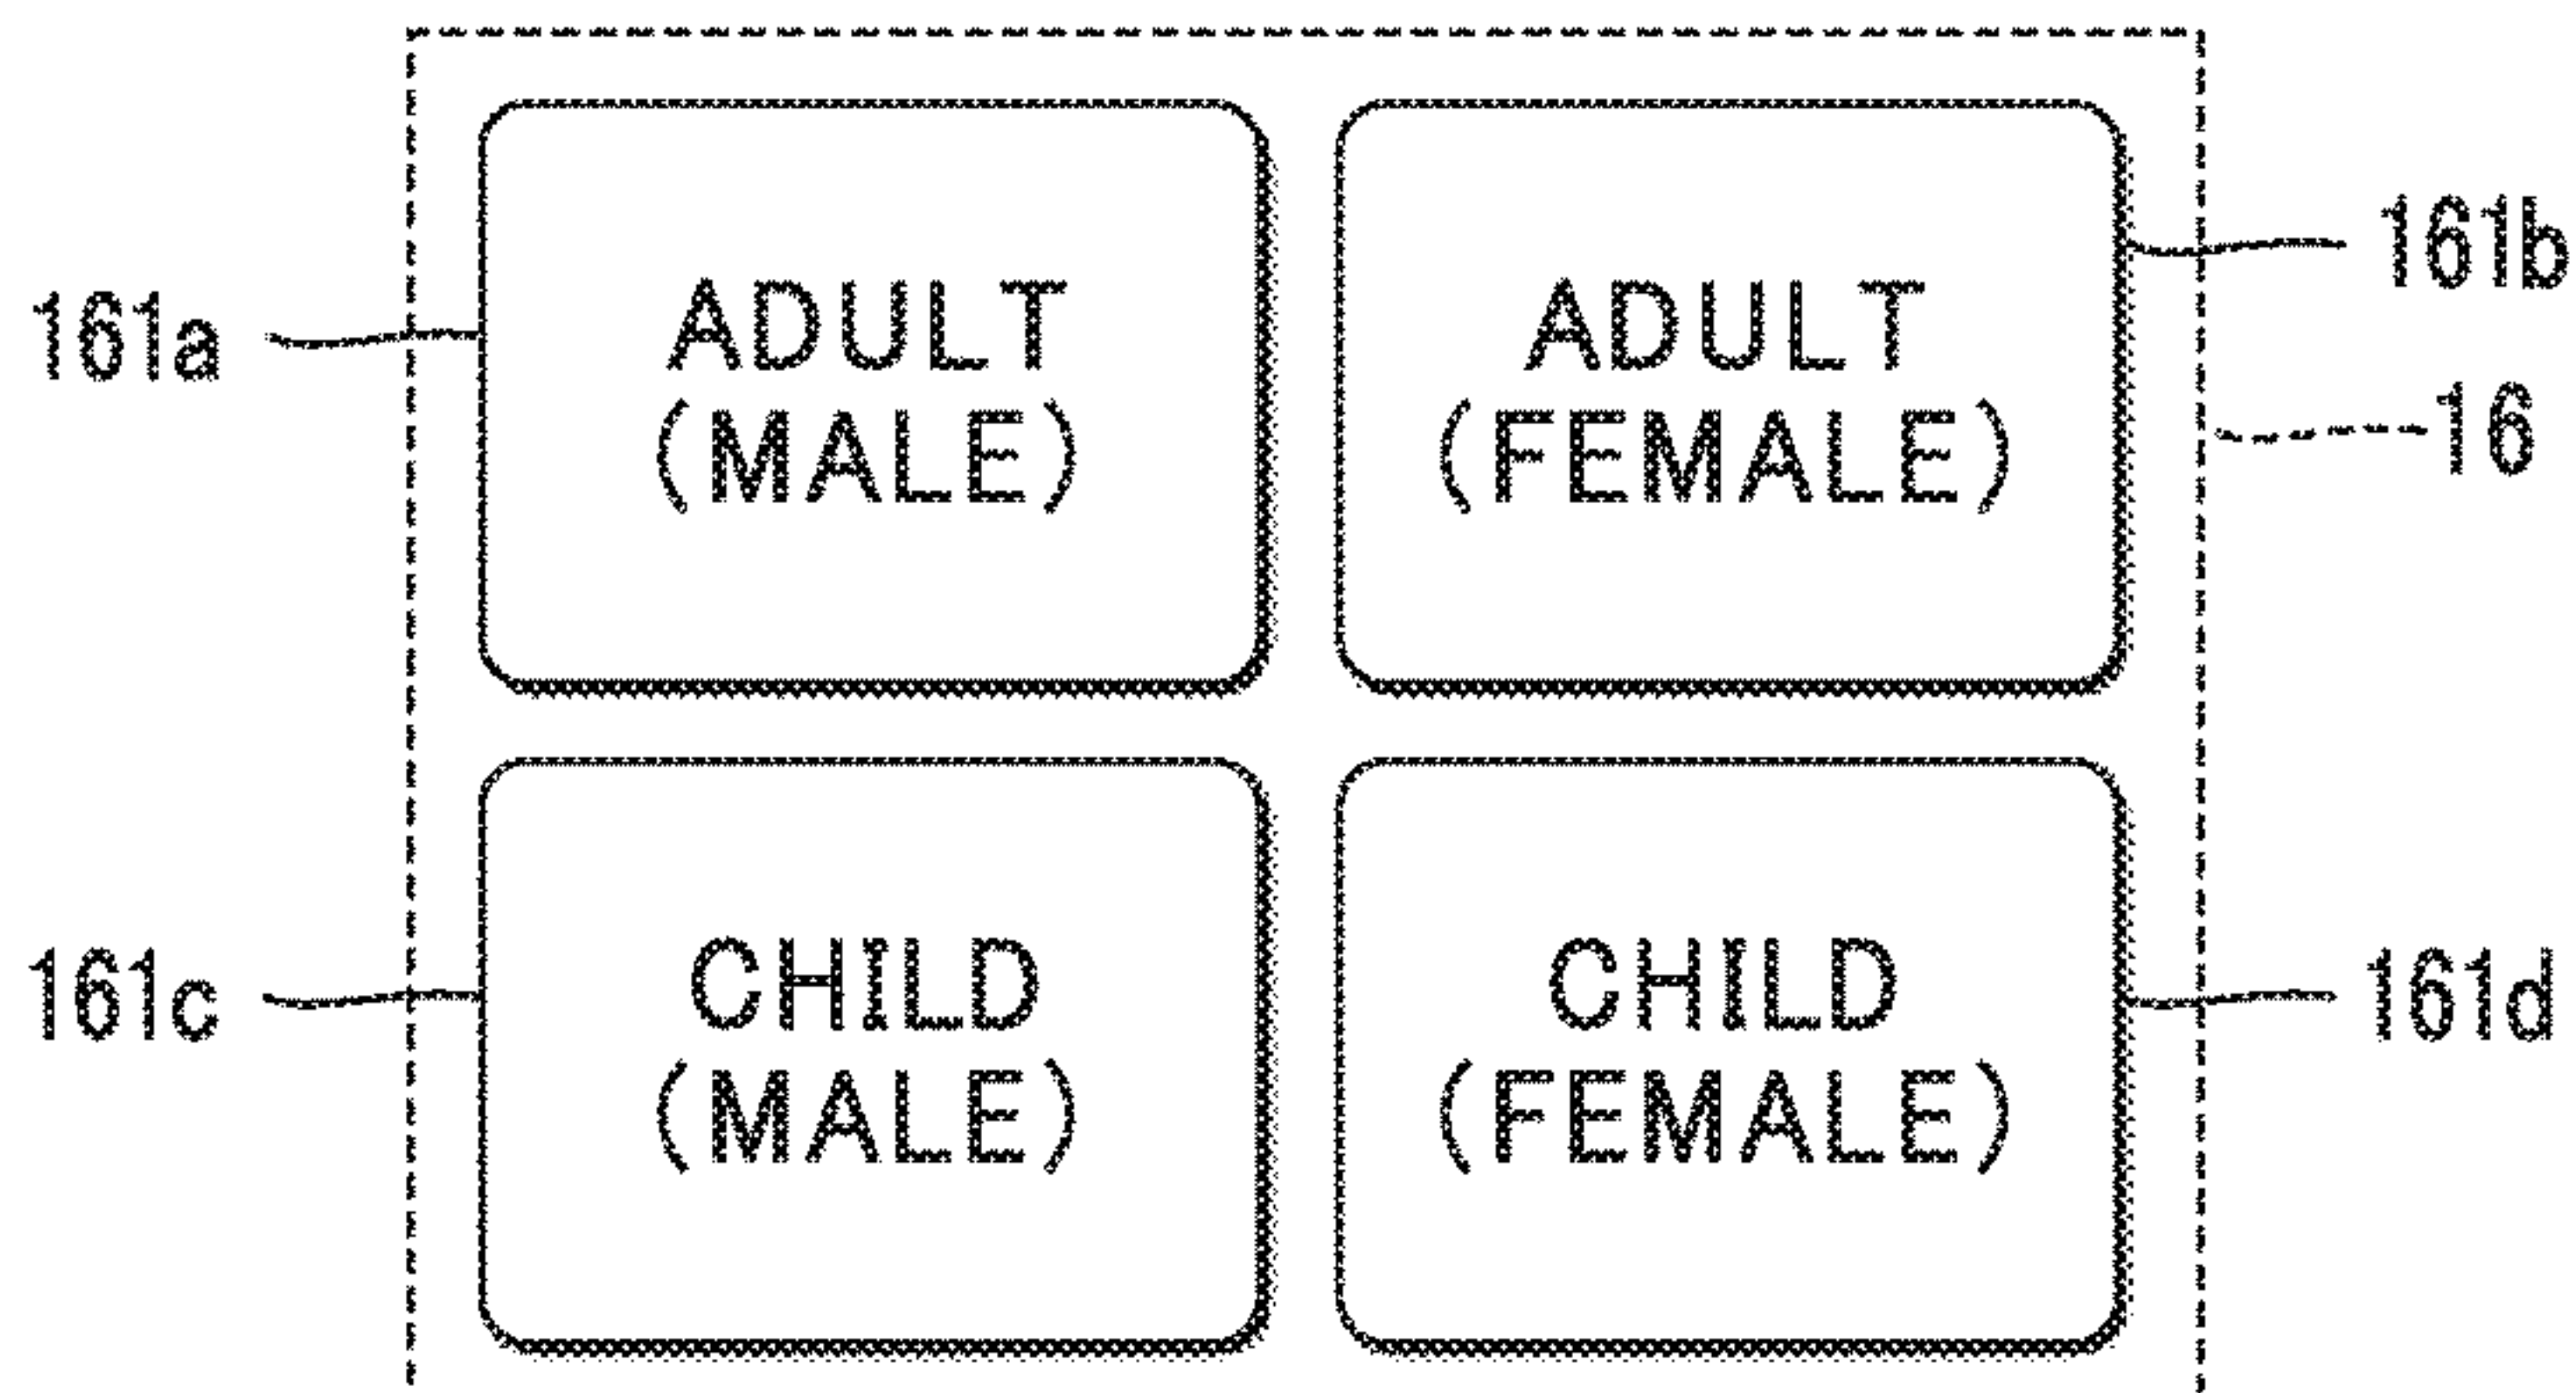 161a
ADULT
(MALE)
ADULT
(FEMALE)
161b
16
161c
CHILD
(MALE)
CHILD
(FEMALE)
161d